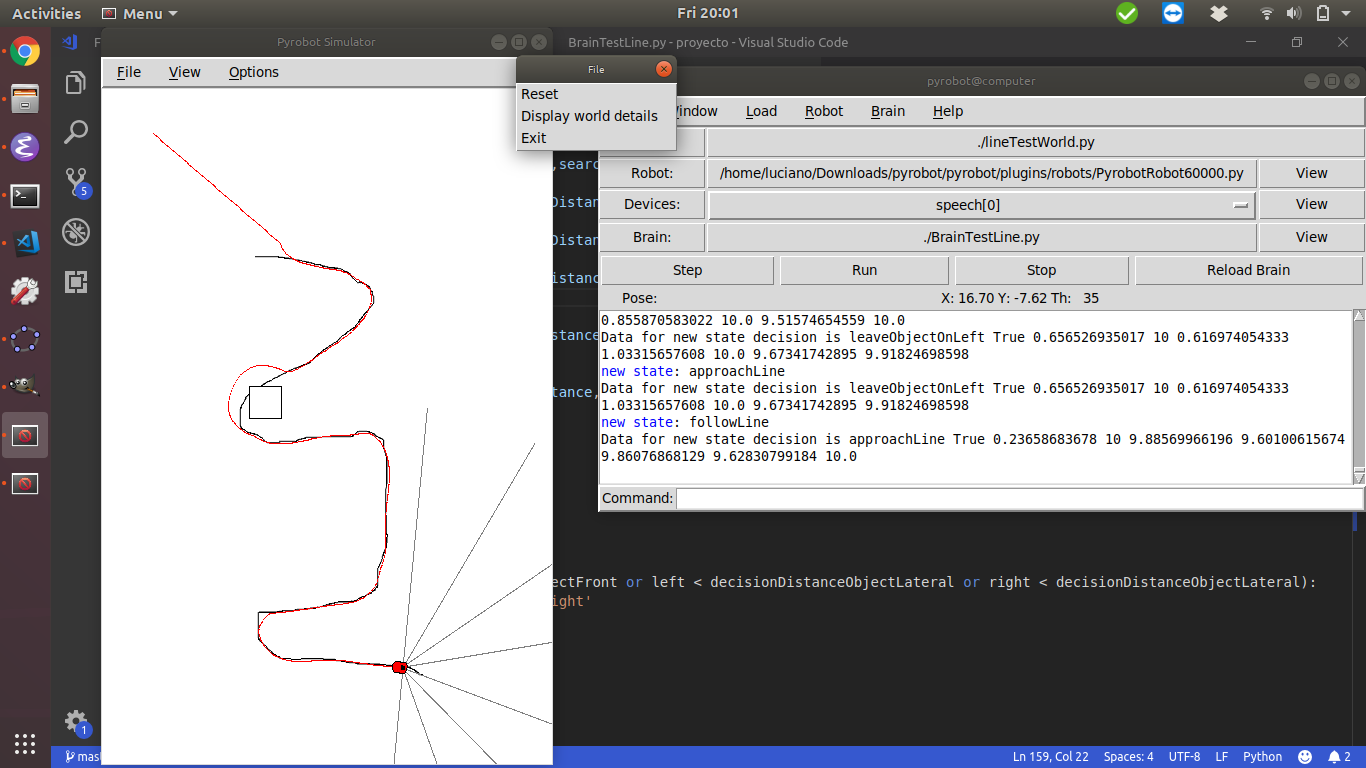 Activities Menu Fri 20:01
F
Pyrobot Simulator
BrainTestLine.py - proyecto - Visual Studio Code
File View Options
File
Reset
Display world details
Exit
pyrobot@computer
indow Load Robot Brain Help
./lineTestWorld.py
Robot: /home/luciano/Downloads/pyrobot/pyrobot/plugins/robots/PyrobotRobot60000.py View
Devices: speech[0] View
Brain: ./BrainTestLine.py View
Step Run Stop Reload Brain
Pose: X: 16.70 Y: -7.62 Th: 35
0.855870583022 10.0 9.51574654559 10.0
Data for new state decision is leaveObjectOnLeft True 0.656526935017 10 0.616974054333
1.03315657608 10.0 9.67341742895 9.91824698598
new state: approachLine
Data for new state decision is leaveObjectOnLeft True 0.656526935017 10 0.616974054333
1.03315657608 10.0 9.67341742895 9.91824698598
new state: followLine
Data for new state decision is approachLine True 0.23658683678 10 9.88569966196 9.60100615674
9.86076868129 9.62830799184 10.0
Command:
,searc
Distan
Distan
istanc
stance
tance,
5
ectFront or left < decisionDistanceObjectLateral or right < decisionDistanceObjectLateral):
ight'
1
mast Ln 159, Col 22 Spaces: 4 UTF-8 LF Python 2